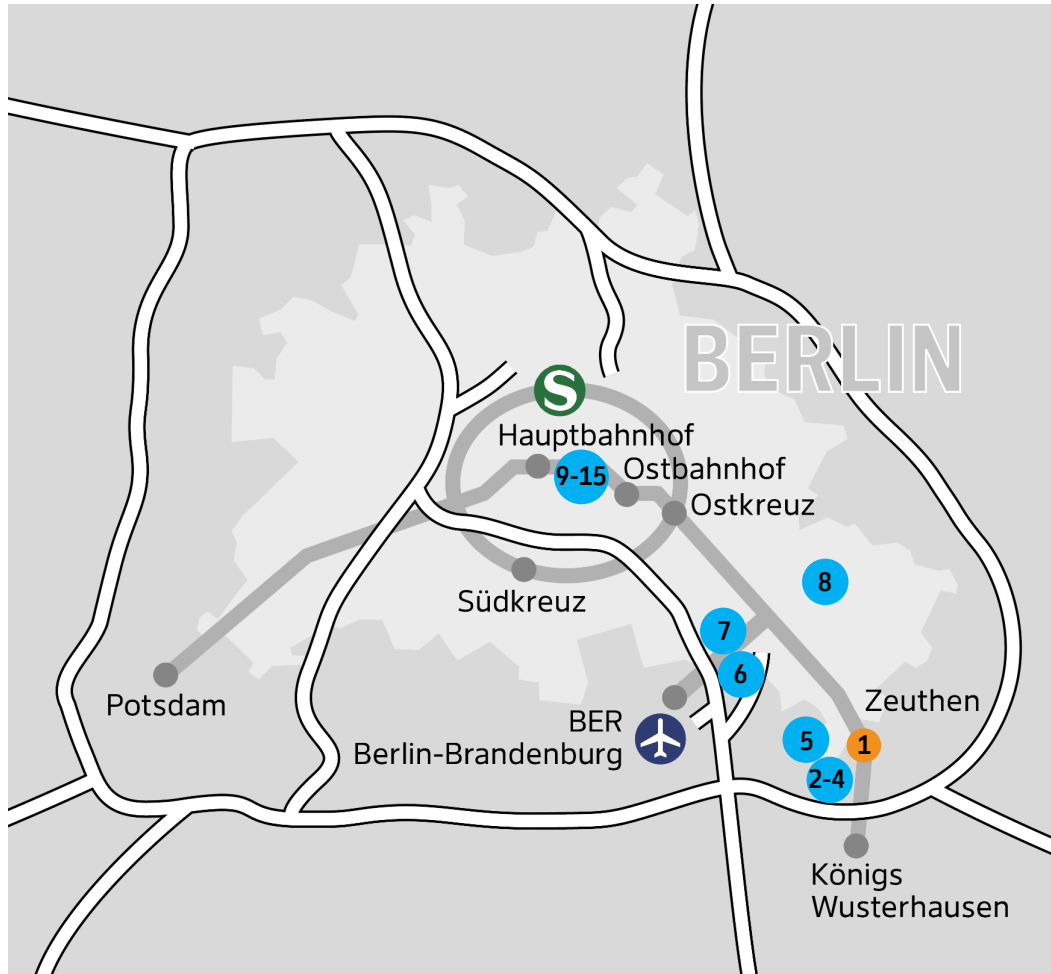 BERLIN
S
Hauptbahnhof
9-15
Ostbahnhof
Ostkreuz
8
Südkreuz
7
6
Zeuthen
Potsdam
BER
Berlin-Brandenburg
5
1
2-4
Königs
Wusterhausen